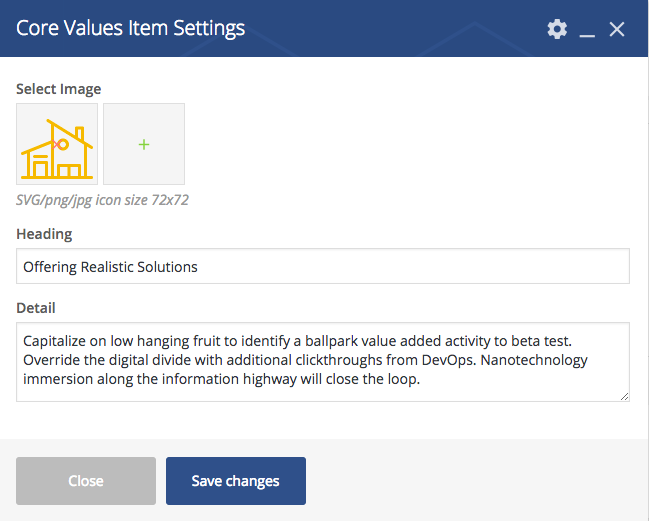 Core Values Item Settings
Select Image
+
SVG/png/jpg icon size 72x72
Heading
Offering Realistic Solutions
Detail
Capitalize on low hanging fruit to identify a ballpark value added activity to beta test.
Override the digital divide with additional clickthroughs from DevOps. Nanotechnology
immersion along the information highway will close the loop.
Close
Save changes